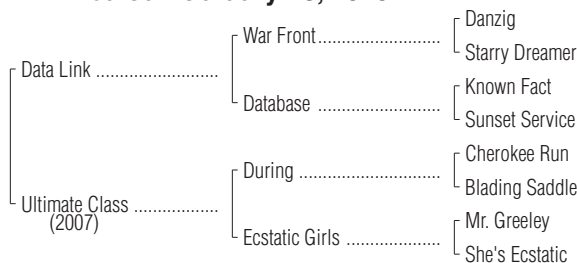 Danzig
War Front
Starry Dreamer
Data Link
Known Fact
Database
Sunset Service
Cherokee Run
During
Blading Saddle
Ultimate Class
(2007)
Mr. Greeley
Ecstatic Girls
She's Ecstatic